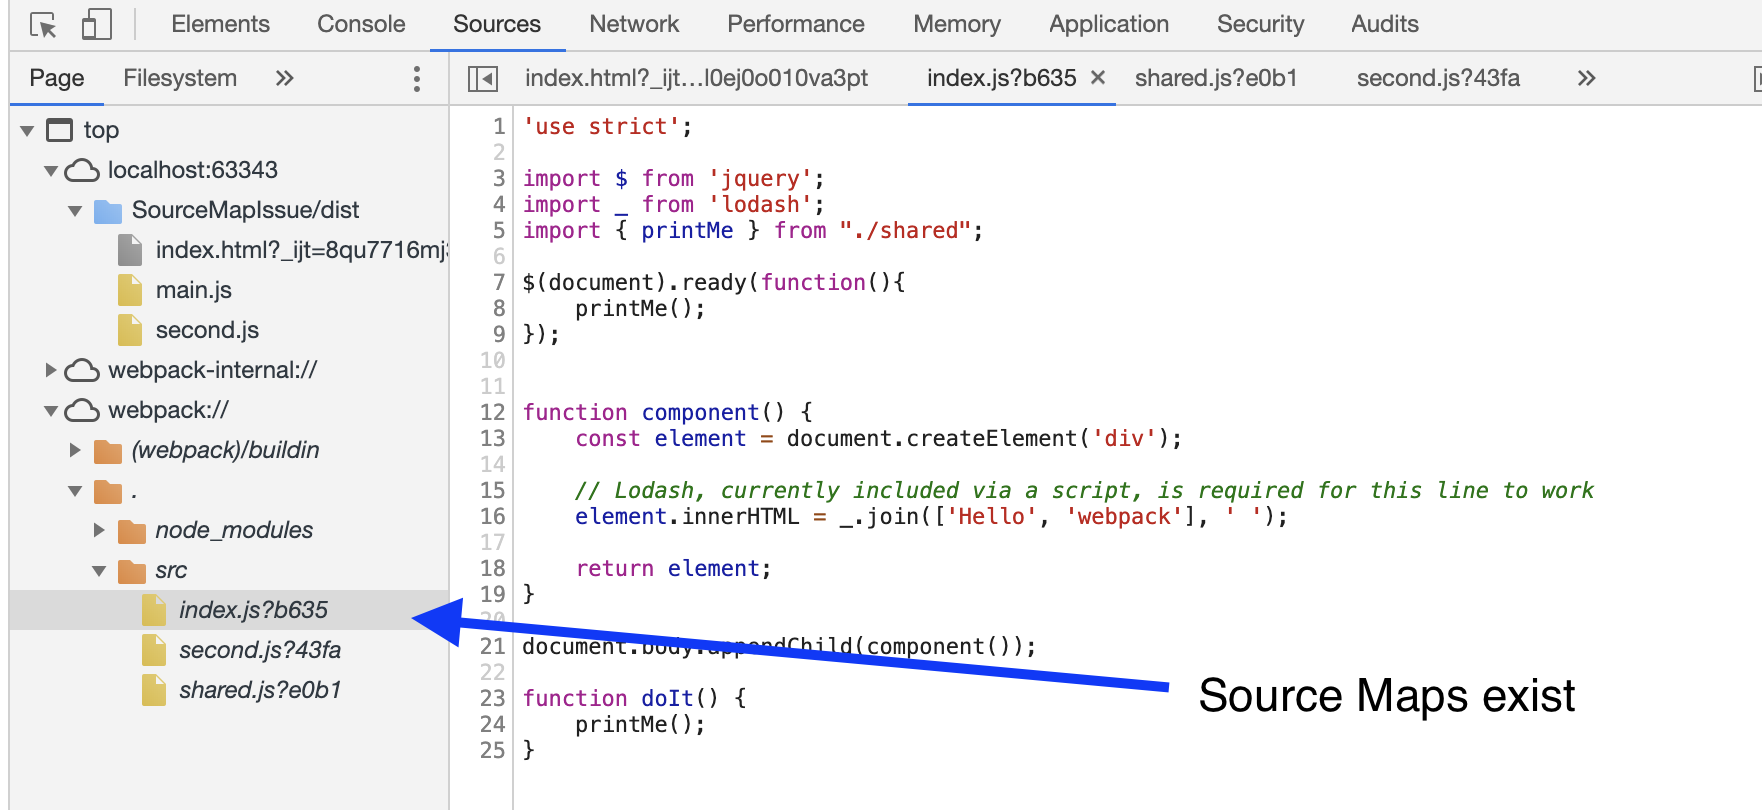 Elements Console Sources Network Performance Memory Application Security Audits
Page Filesystem »
index.html?_ijt...l0ej0o010va3pt index.js?b635 × shared.js?e0b1 second.js?43fa »
top
localhost:63343
SourceMapIssue/dist
index.html?_ijt=8qu7716mj
main.js
second.js
webpack-internal://
webpack://
(webpack)/buildin
.
node_modules
src
index.js?b635
second.js?43fa
shared.js?e0b1
1 'use strict';
2
3 import $ from 'jquery';
4 import _ from 'lodash';
5 import { printMe } from "./shared";
6
7 $(document).ready(function(){
8     printMe();
9 });
10
11
12 function component() {
13     const element = document.createElement('div');
14
15     // Lodash, currently included via a script, is required for this line to work
16     element.innerHTML = _.join(['Hello', 'webpack'], ' ');
17
18     return element;
19 }
20
21 document.body.appendChild(component());
22
23 function doIt() {
24     printMe();
25 }
Source Maps exist